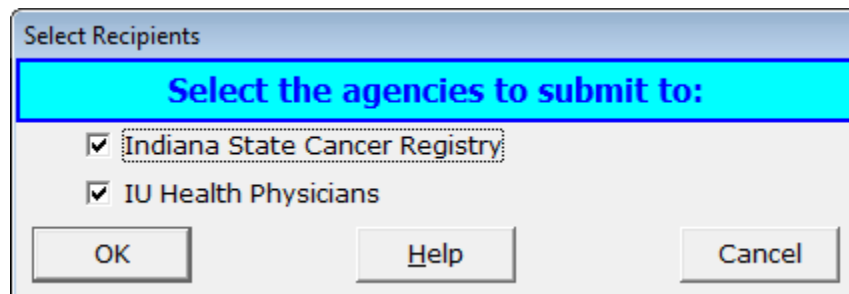 Select Recipients
Select the agencies to submit to:
Indiana State Cancer Registry
IU Health Physicians
OK Help Cancel